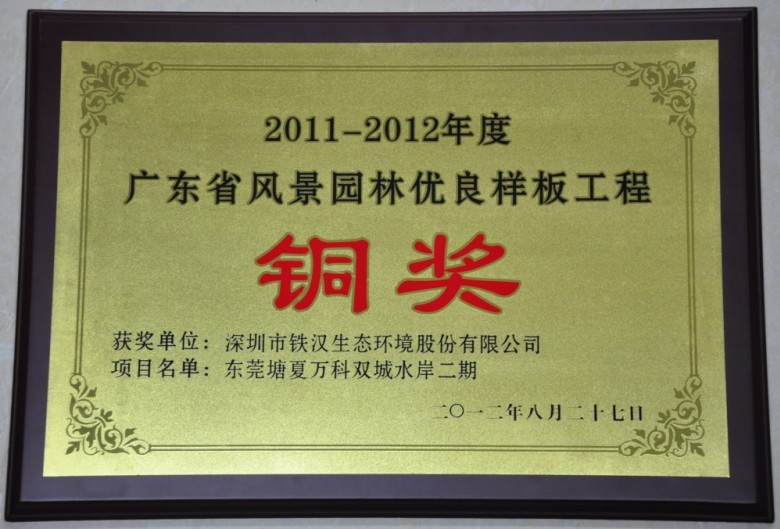 2011-2012年度
广东省风景园林优良样板工程
铜奖
获奖单位：深圳市铁汉生态环境股份有限公司
项目名单：东莞塘夏万科双城水岸二期
二〇一二年八月二十七日